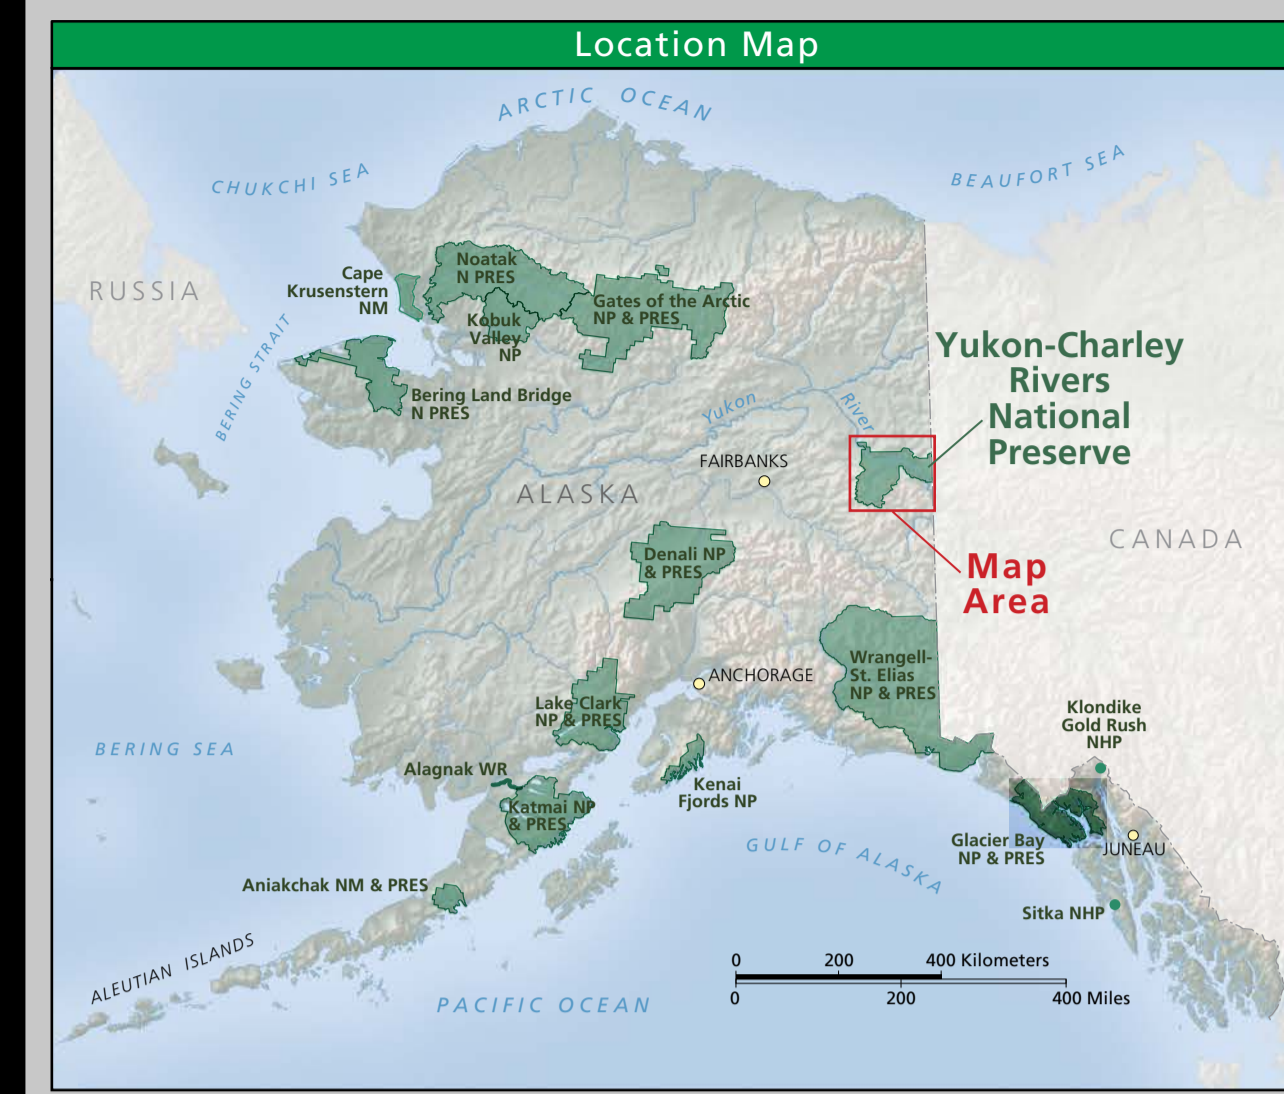 Location Map
ARCTIC OCEAN
CHUKCHI SEA
BEAUFORT SEA
RUSSIA
BERING STRAIT
Cape
Krusenstern
NM
Noatak
N PRES
Kobuk
Valley
NP
Gates of the Arctic
NP & PRES
Bering Land Bridge
N PRES
Yukon
River
Yukon-Charley
Rivers
National
Preserve
FAIRBANKS
ALASKA
CANADA
Denali NP
& PRES
Map
Area
Wrangell-
St. Elias
NP & PRES
ANCHORAGE
Lake Clark
NP & PRES
Klondike
Gold Rush
NHP
BERING SEA
Alagnak WR
Katmai NP
& PRES
Kenai
Fjords NP
GULF OF ALASKA
Glacier Bay
NP & PRES
JUNEAU
Aniakchak NM & PRES
Sitka NHP
ALEUTIAN ISLANDS
PACIFIC OCEAN
0 200 400 Kilometers
0 200 400 Miles